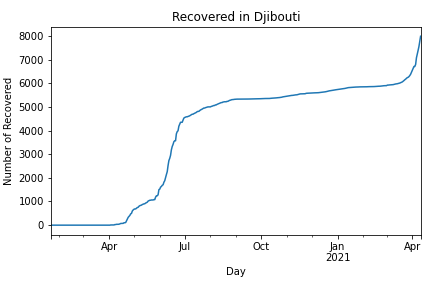 Recovered in Djibouti
Number of Recovered
8000
7000
6000
5000
4000
3000
2000
1000
0
Apr
Jul
Oct
Jan
2021
Apr
Day